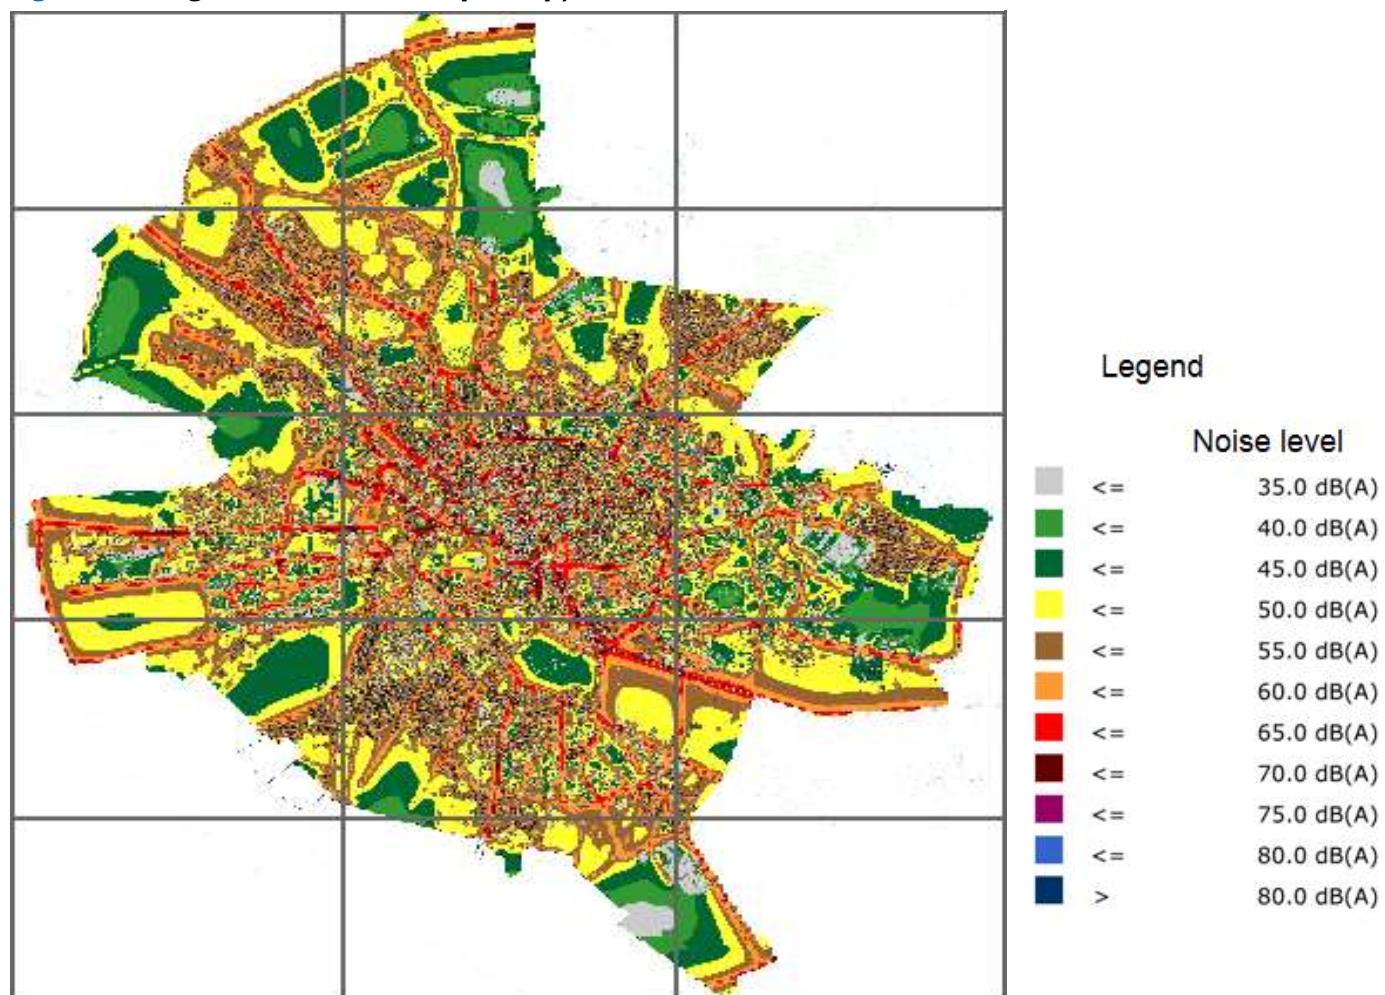 Legend
Noise level
<= 35.0 dB(A)
<= 40.0 dB(A)
<= 45.0 dB(A)
<= 50.0 dB(A)
<= 55.0 dB(A)
<= 60.0 dB(A)
<= 65.0 dB(A)
<= 70.0 dB(A)
<= 75.0 dB(A)
<= 80.0 dB(A)
> 80.0 dB(A)